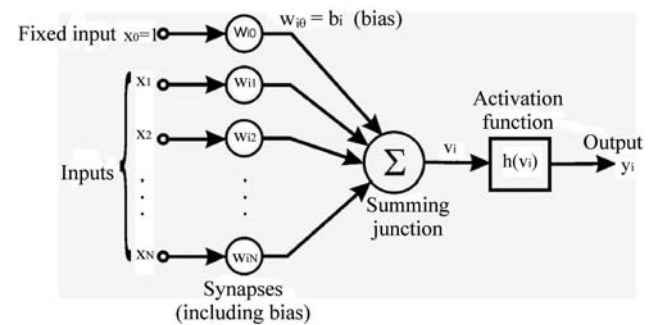 Fixed input x₀=1
wᵢ₀
wᵢθ = bᵢ (bias)
Inputs
x₁
wᵢ₁
x₂
wᵢ₂
xN
wᵢN
Synapses
(including bias)
Σ
Summing
junction
vᵢ
Activation
function
h(vᵢ)
Output
yᵢ